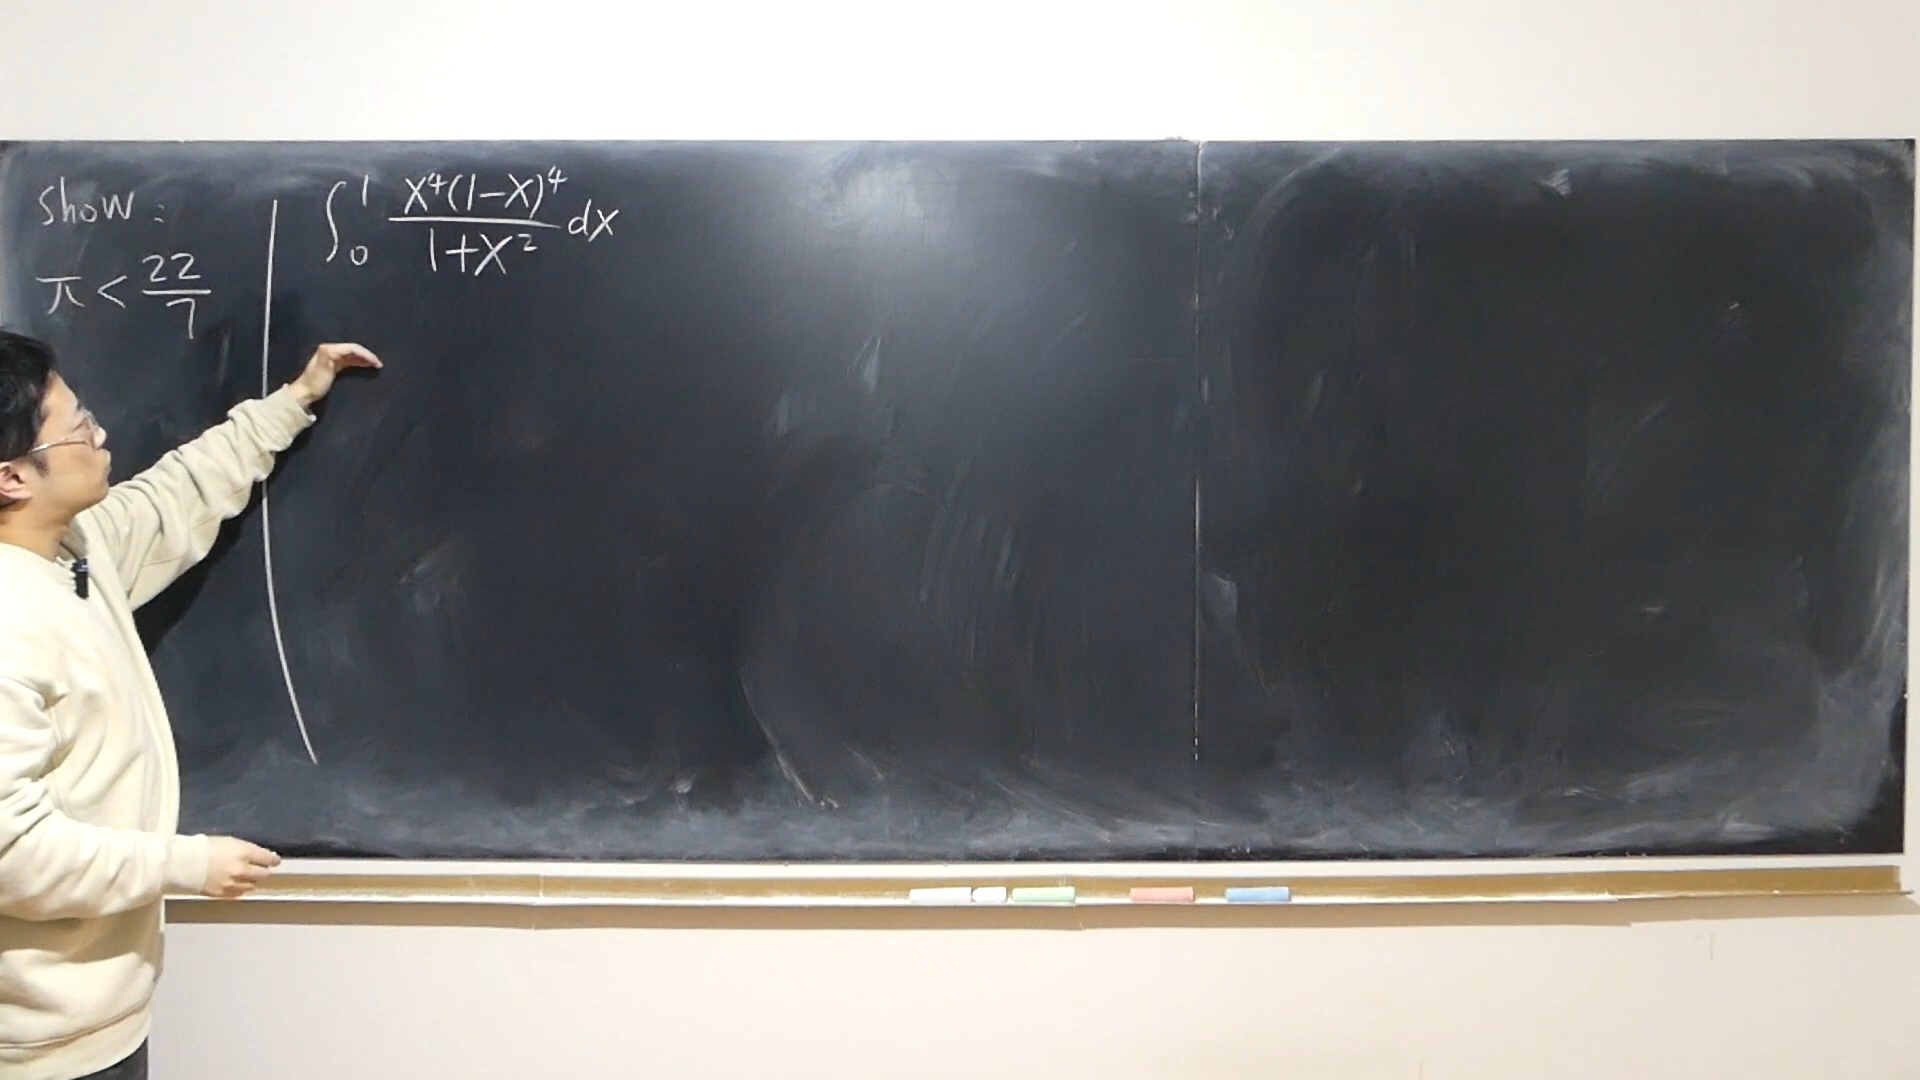 show:
π < 22/7
∫₀¹ x⁴(1-x)⁴/(1+x²) dx